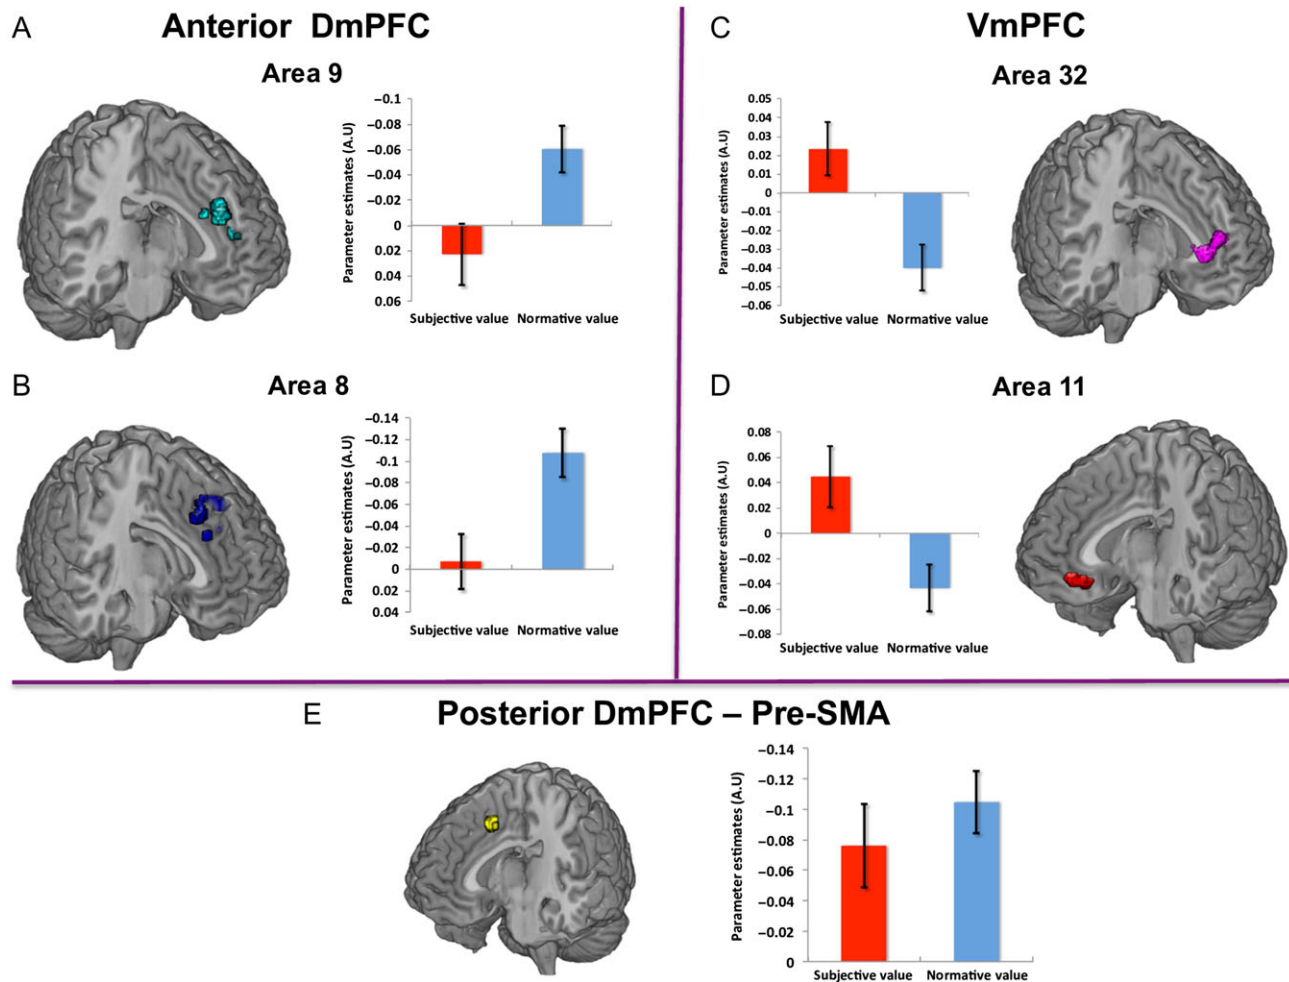 A
Anterior DmPFC
Area 9
Parameter estimates (A.U)
–0.1
–0.08
–0.06
–0.04
–0.02
0
0.02
0.04
0.06
Subjective value
Normative value
B
Area 8
Parameter estimates (A.U)
–0.14
–0.12
–0.1
–0.08
–0.06
–0.04
–0.02
0
0.02
0.04
Subjective value
Normative value
C
VmPFC
Area 32
Parameter estimates (A.U)
0.05
0.04
0.03
0.02
0.01
0
–0.01
–0.02
–0.03
–0.04
–0.05
–0.06
Subjective value
Normative value
D
Area 11
Parameter estimates (A.U)
0.08
0.06
0.04
0.02
0
–0.02
–0.04
–0.06
–0.08
Subjective value
Normative value
E
Posterior DmPFC – Pre-SMA
Parameter estimates (A.U)
–0.14
–0.12
–0.1
–0.08
–0.06
–0.04
–0.02
0
Subjective value
Normative value